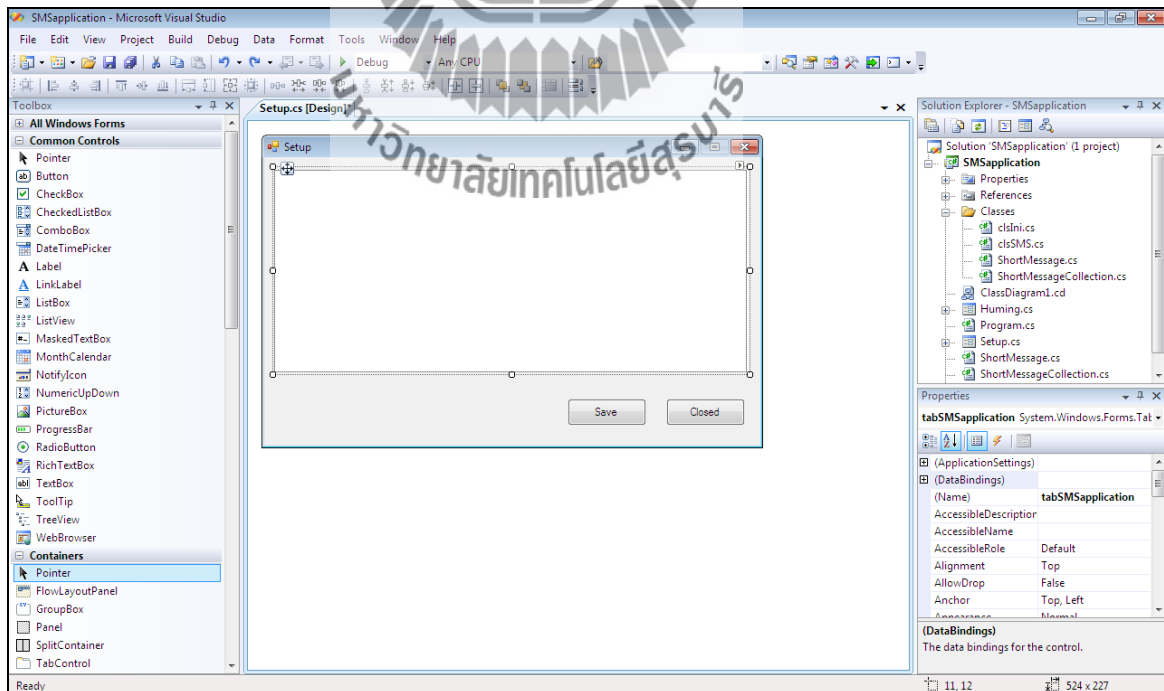 SMSapplication - Microsoft Visual Studio
File Edit View Project Build Debug Data Format Tools Window Help
Debug Any CPU
Toolbox
All Windows Forms
Common Controls
Pointer
Button
CheckBox
CheckedListBox
ComboBox
DateTimePicker
Label
LinkLabel
ListBox
ListView
MaskedTextBox
MonthCalendar
NotifyIcon
NumericUpDown
PictureBox
ProgressBar
RadioButton
RichTextBox
TextBox
ToolTip
TreeView
WebBrowser
Containers
Pointer
FlowLayoutPanel
GroupBox
Panel
SplitContainer
TabControl
Setup.cs [Design]*
Setup
มหาวิทยาลัยเทคโนโลยีสุรนารี
Save Closed
Solution Explorer - SMSapplication
Solution 'SMSapplication' (1 project)
SMSapplication
Properties
References
Classes
clsIni.cs
clsSMS.cs
ShortMessage.cs
ShortMessageCollection.cs
ClassDiagram1.cd
Huming.cs
Program.cs
Setup.cs
ShortMessage.cs
ShortMessageCollection.cs
Properties
tabSMSapplication System.Windows.Forms.Tab
(ApplicationSettings)
(DataBindings)
(Name) tabSMSapplication
AccessibleDescription
AccessibleName
AccessibleRole Default
Alignment Top
AllowDrop False
Anchor Top, Left
Appearance Normal
(DataBindings)
The data bindings for the control.
Ready 11, 12 524 x 227